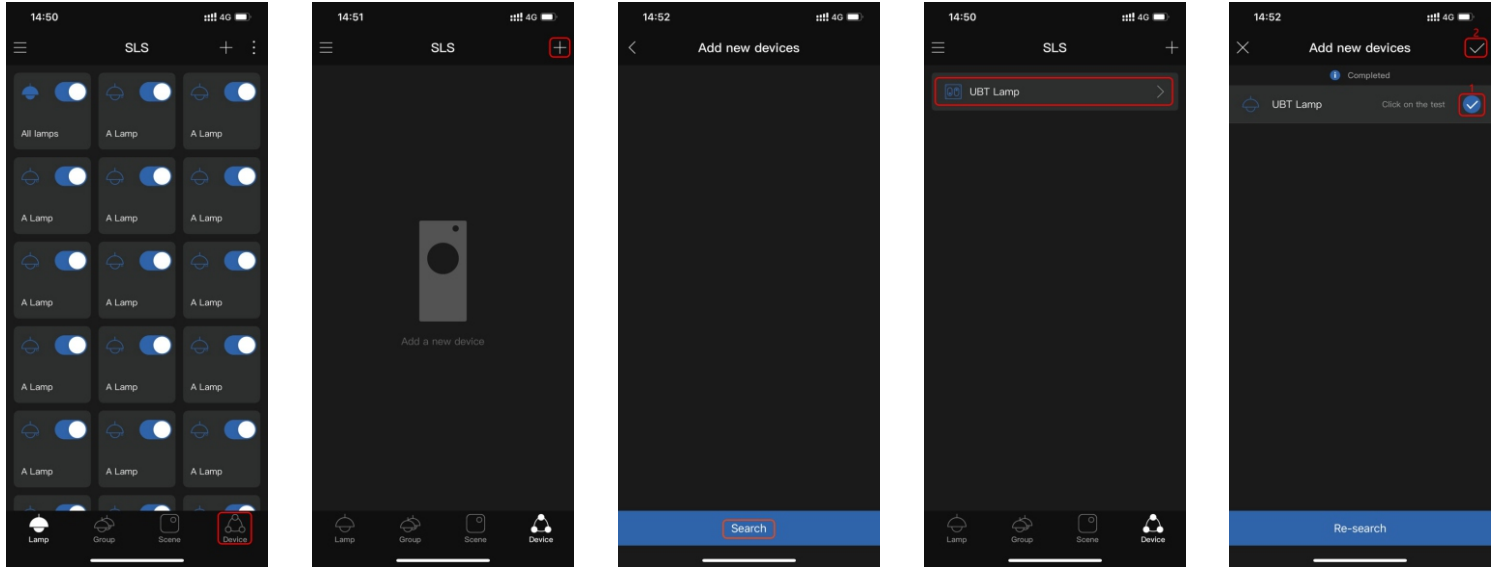 14:50 4G
SLS
All lamps A Lamp A Lamp
A Lamp A Lamp A Lamp
A Lamp A Lamp A Lamp
A Lamp A Lamp A Lamp
A Lamp A Lamp A Lamp
Lamp Group Scene Device
14:51 4G
SLS
Add a new device
Lamp Group Scene Device
14:52 4G
Add new devices
Search
14:50 4G
SLS
UBT Lamp
Lamp Group Scene Device
14:52 4G
2
Add new devices
Completed
1
UBT Lamp Click on the test
Re-search